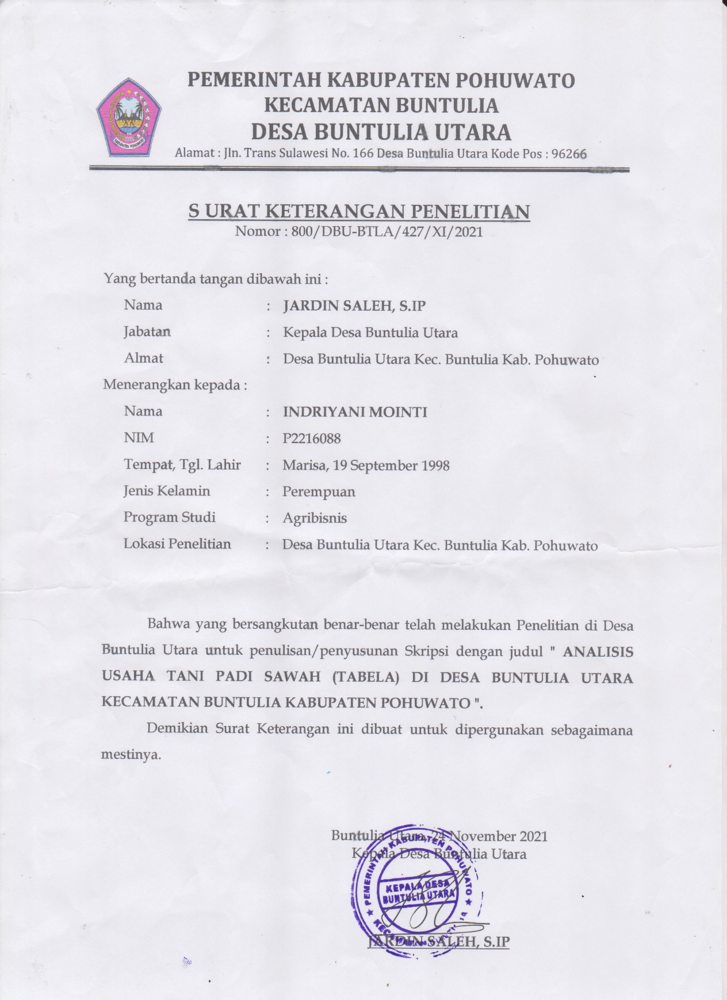 PEMERINTAH KABUPATEN POHUWATO
KECAMATAN BUNTULIA
DESA BUNTULIA UTARA
Alamat : Jln. Trans Sulawesi No. 166 Desa Buntulia Utara Kode Pos : 96266
KABUPATEN POHUWATO
S URAT KETERANGAN PENELITIAN
Nomor : 800/DBU-BTLA/427/XI/2021
Yang bertanda tangan dibawah ini :
Nama : JARDIN SALEH, S.IP
Jabatan : Kepala Desa Buntulia Utara
Almat : Desa Buntulia Utara Kec. Buntulia Kab. Pohuwato
Menerangkan kepada :
Nama : INDRIYANI MOINTI
NIM : P2216088
Tempat, Tgl. Lahir : Marisa, 19 September 1998
Jenis Kelamin : Perempuan
Program Studi : Agribisnis
Lokasi Penelitian : Desa Buntulia Utara Kec. Buntulia Kab. Pohuwato
Bahwa yang bersangkutan benar-benar telah melakukan Penelitian di Desa
Buntulia Utara untuk penulisan/penyusunan Skripsi dengan judul " ANALISIS
USAHA TANI PADI SAWAH (TABELA) DI DESA BUNTULIA UTARA
KECAMATAN BUNTULIA KABUPATEN POHUWATO ".
Demikian Surat Keterangan ini dibuat untuk dipergunakan sebagaimana
mestinya.
Buntulia Utara, 24 November 2021
Kepala Desa Buntulia Utara
PEMERINTAH KABUPATEN POHUWATO
KEPALA DESA
BUNTULIA UTARA
KECAMATAN
JARDIN SALEH, S.IP